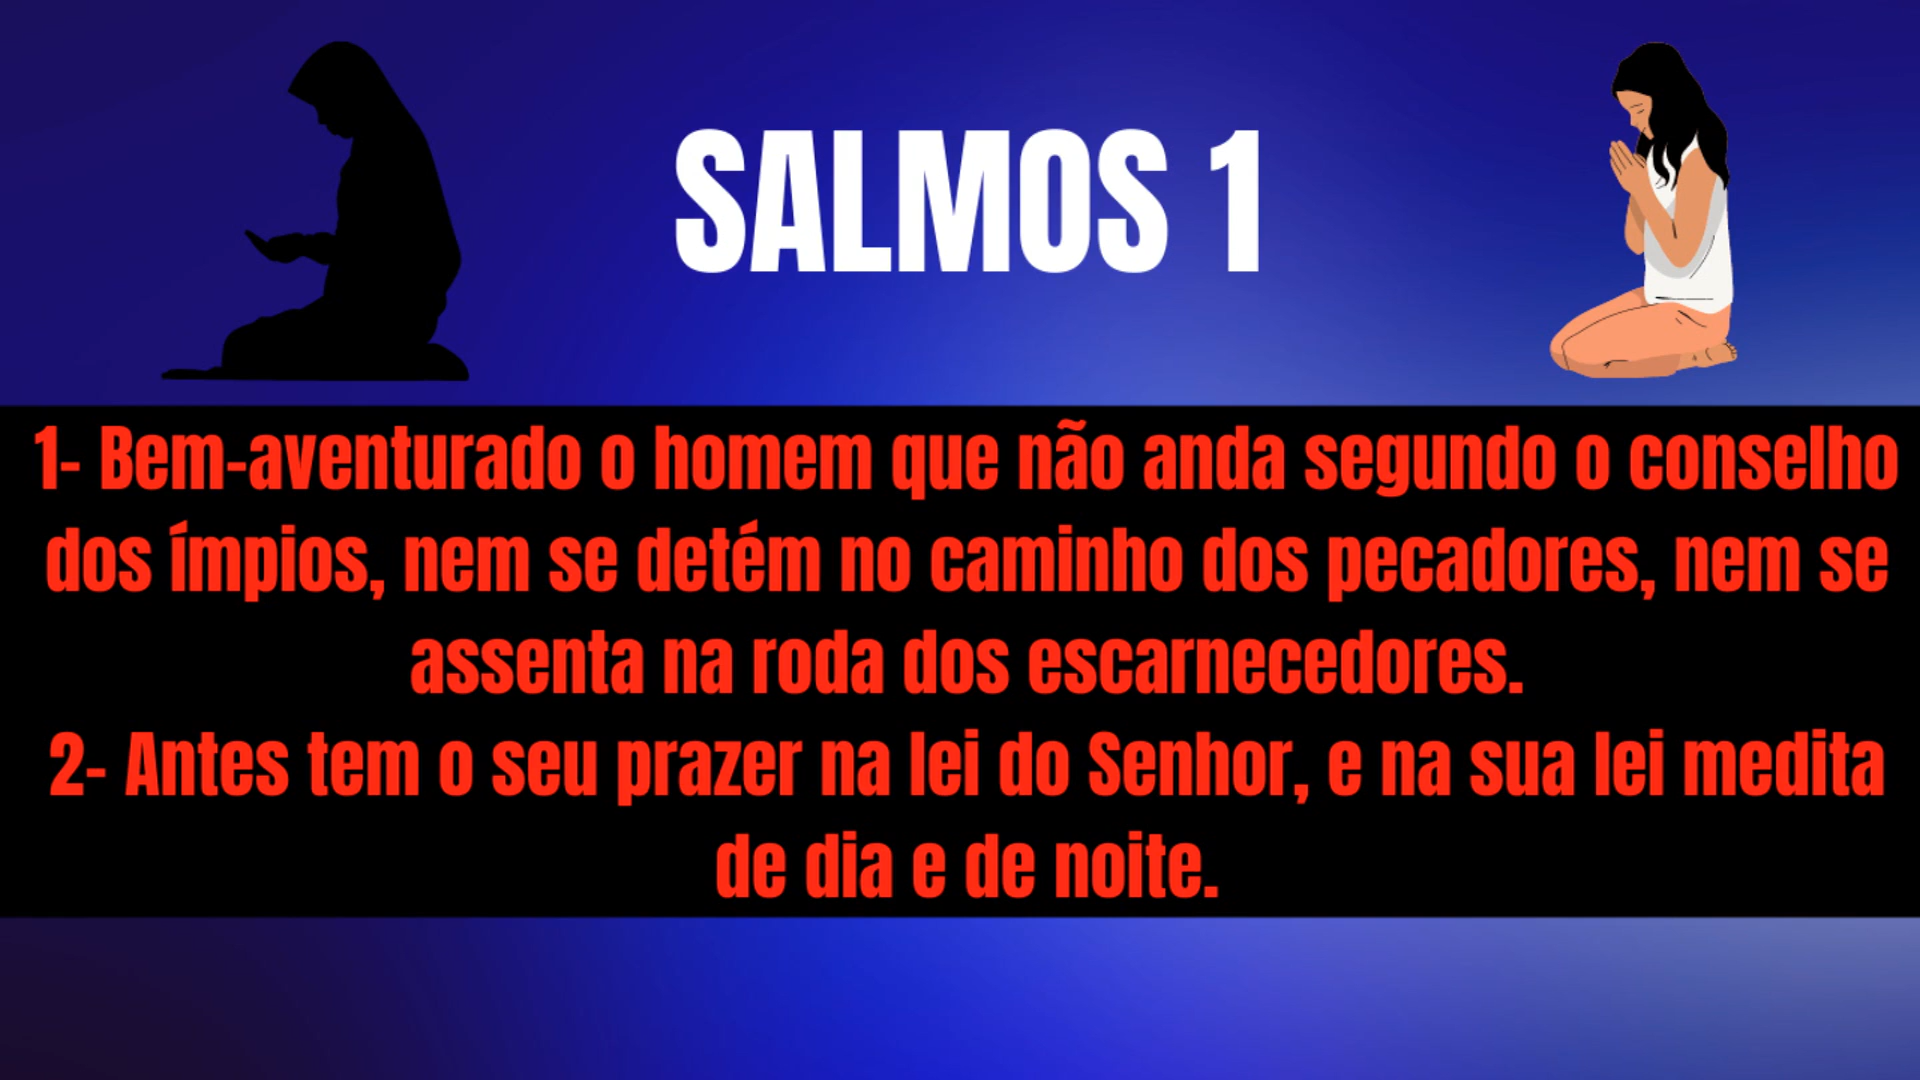 SALMOS 1
1- Bem-aventurado o homem que não anda segundo o conselho
dos ímpios, nem se detém no caminho dos pecadores, nem se
assenta na roda dos escarnecedores.
2- Antes tem o seu prazer na lei do Senhor, e na sua lei medita
de dia e de noite.